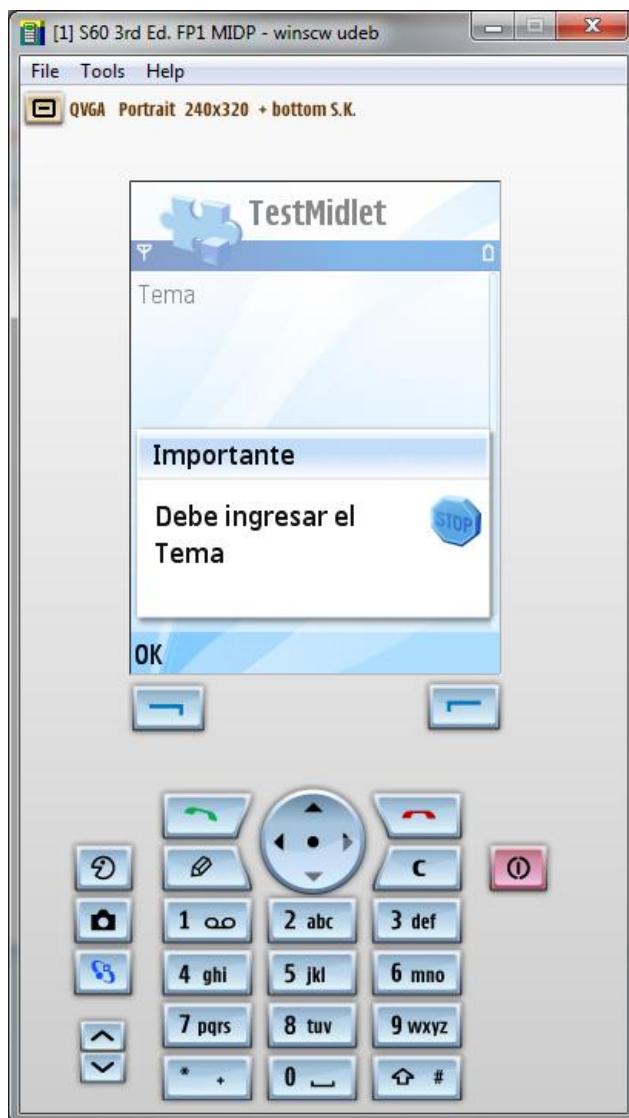 [1] S60 3rd Ed. FP1 MIDP - winscw udeb
File Tools Help
QVGA Portrait 240x320 + bottom S.K.
TestMidlet
Tema
Importante
Debe ingresar el
Tema
STOP
OK
C
1
2 abc
3 def
4 ghi
5 jkl
6 mno
7 pqrs
8 tuv
9 wxyz
* +
0
#